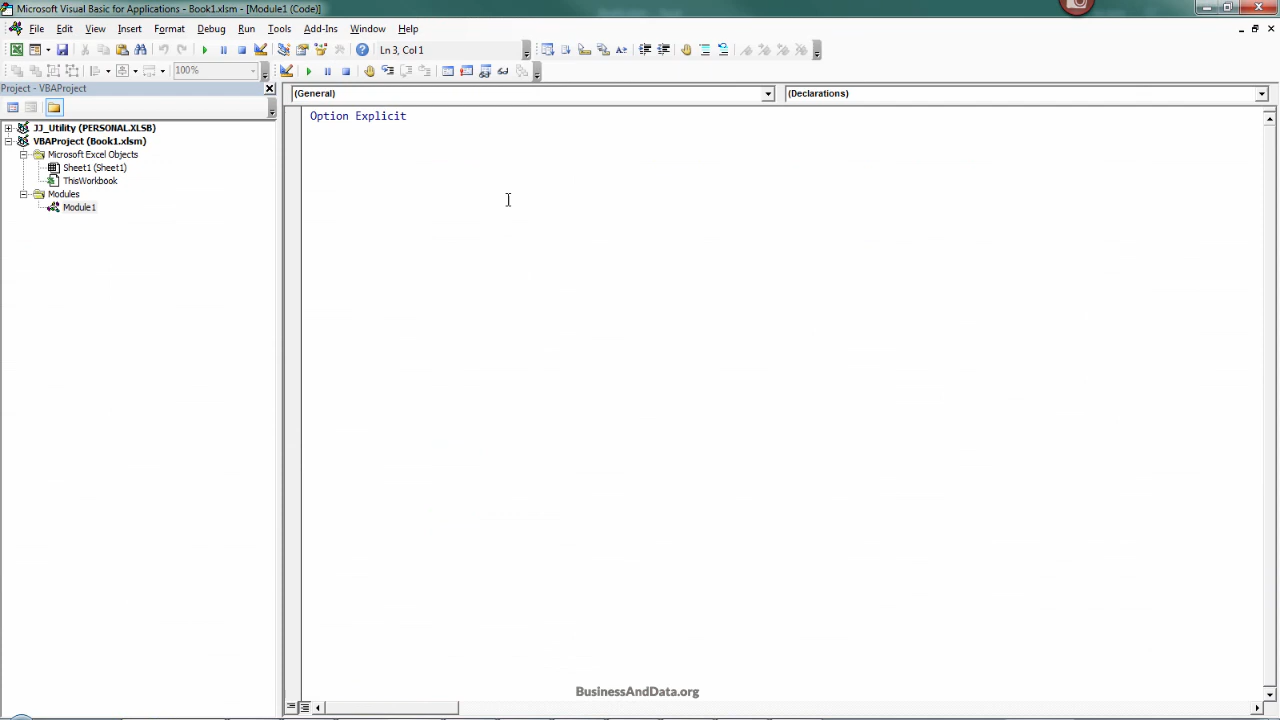 Microsoft Visual Basic for Applications - Book1.xlsm - [Module1 (Code)]
File Edit View Insert Format Debug Run Tools Add-Ins Window Help
Ln 3, Col 1
100%
Project - VBAProject
(General)
(Declarations)
Option Explicit
JJ_Utility (PERSONAL.XLSB)
VBAProject (Book1.xlsm)
Microsoft Excel Objects
Sheet1 (Sheet1)
ThisWorkbook
Modules
Module1
BusinessAndData.org